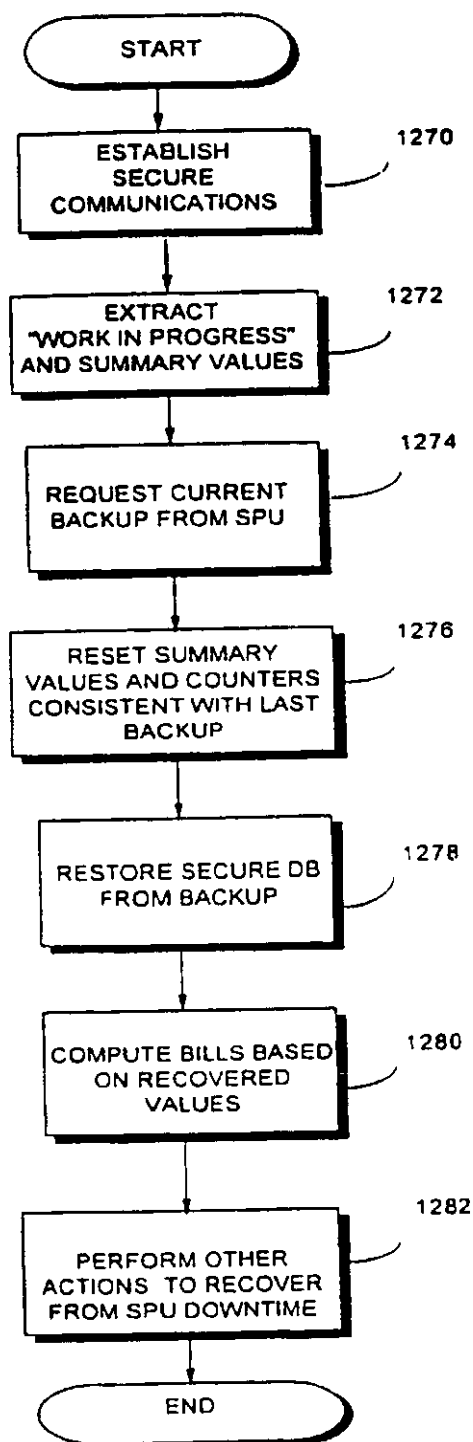 START
ESTABLISH
SECURE
COMMUNICATIONS
1270
EXTRACT
"WORK IN PROGRESS"
AND SUMMARY VALUES
1272
REQUEST CURRENT
BACKUP FROM SPU
1274
RESET SUMMARY
VALUES AND COUNTERS
CONSISTENT WITH LAST
BACKUP
1276
RESTORE SECURE DB
FROM BACKUP
1278
COMPUTE BILLS BASED
ON RECOVERED
VALUES
1280
PERFORM OTHER
ACTIONS TO RECOVER
FROM SPU DOWNTIME
1282
END